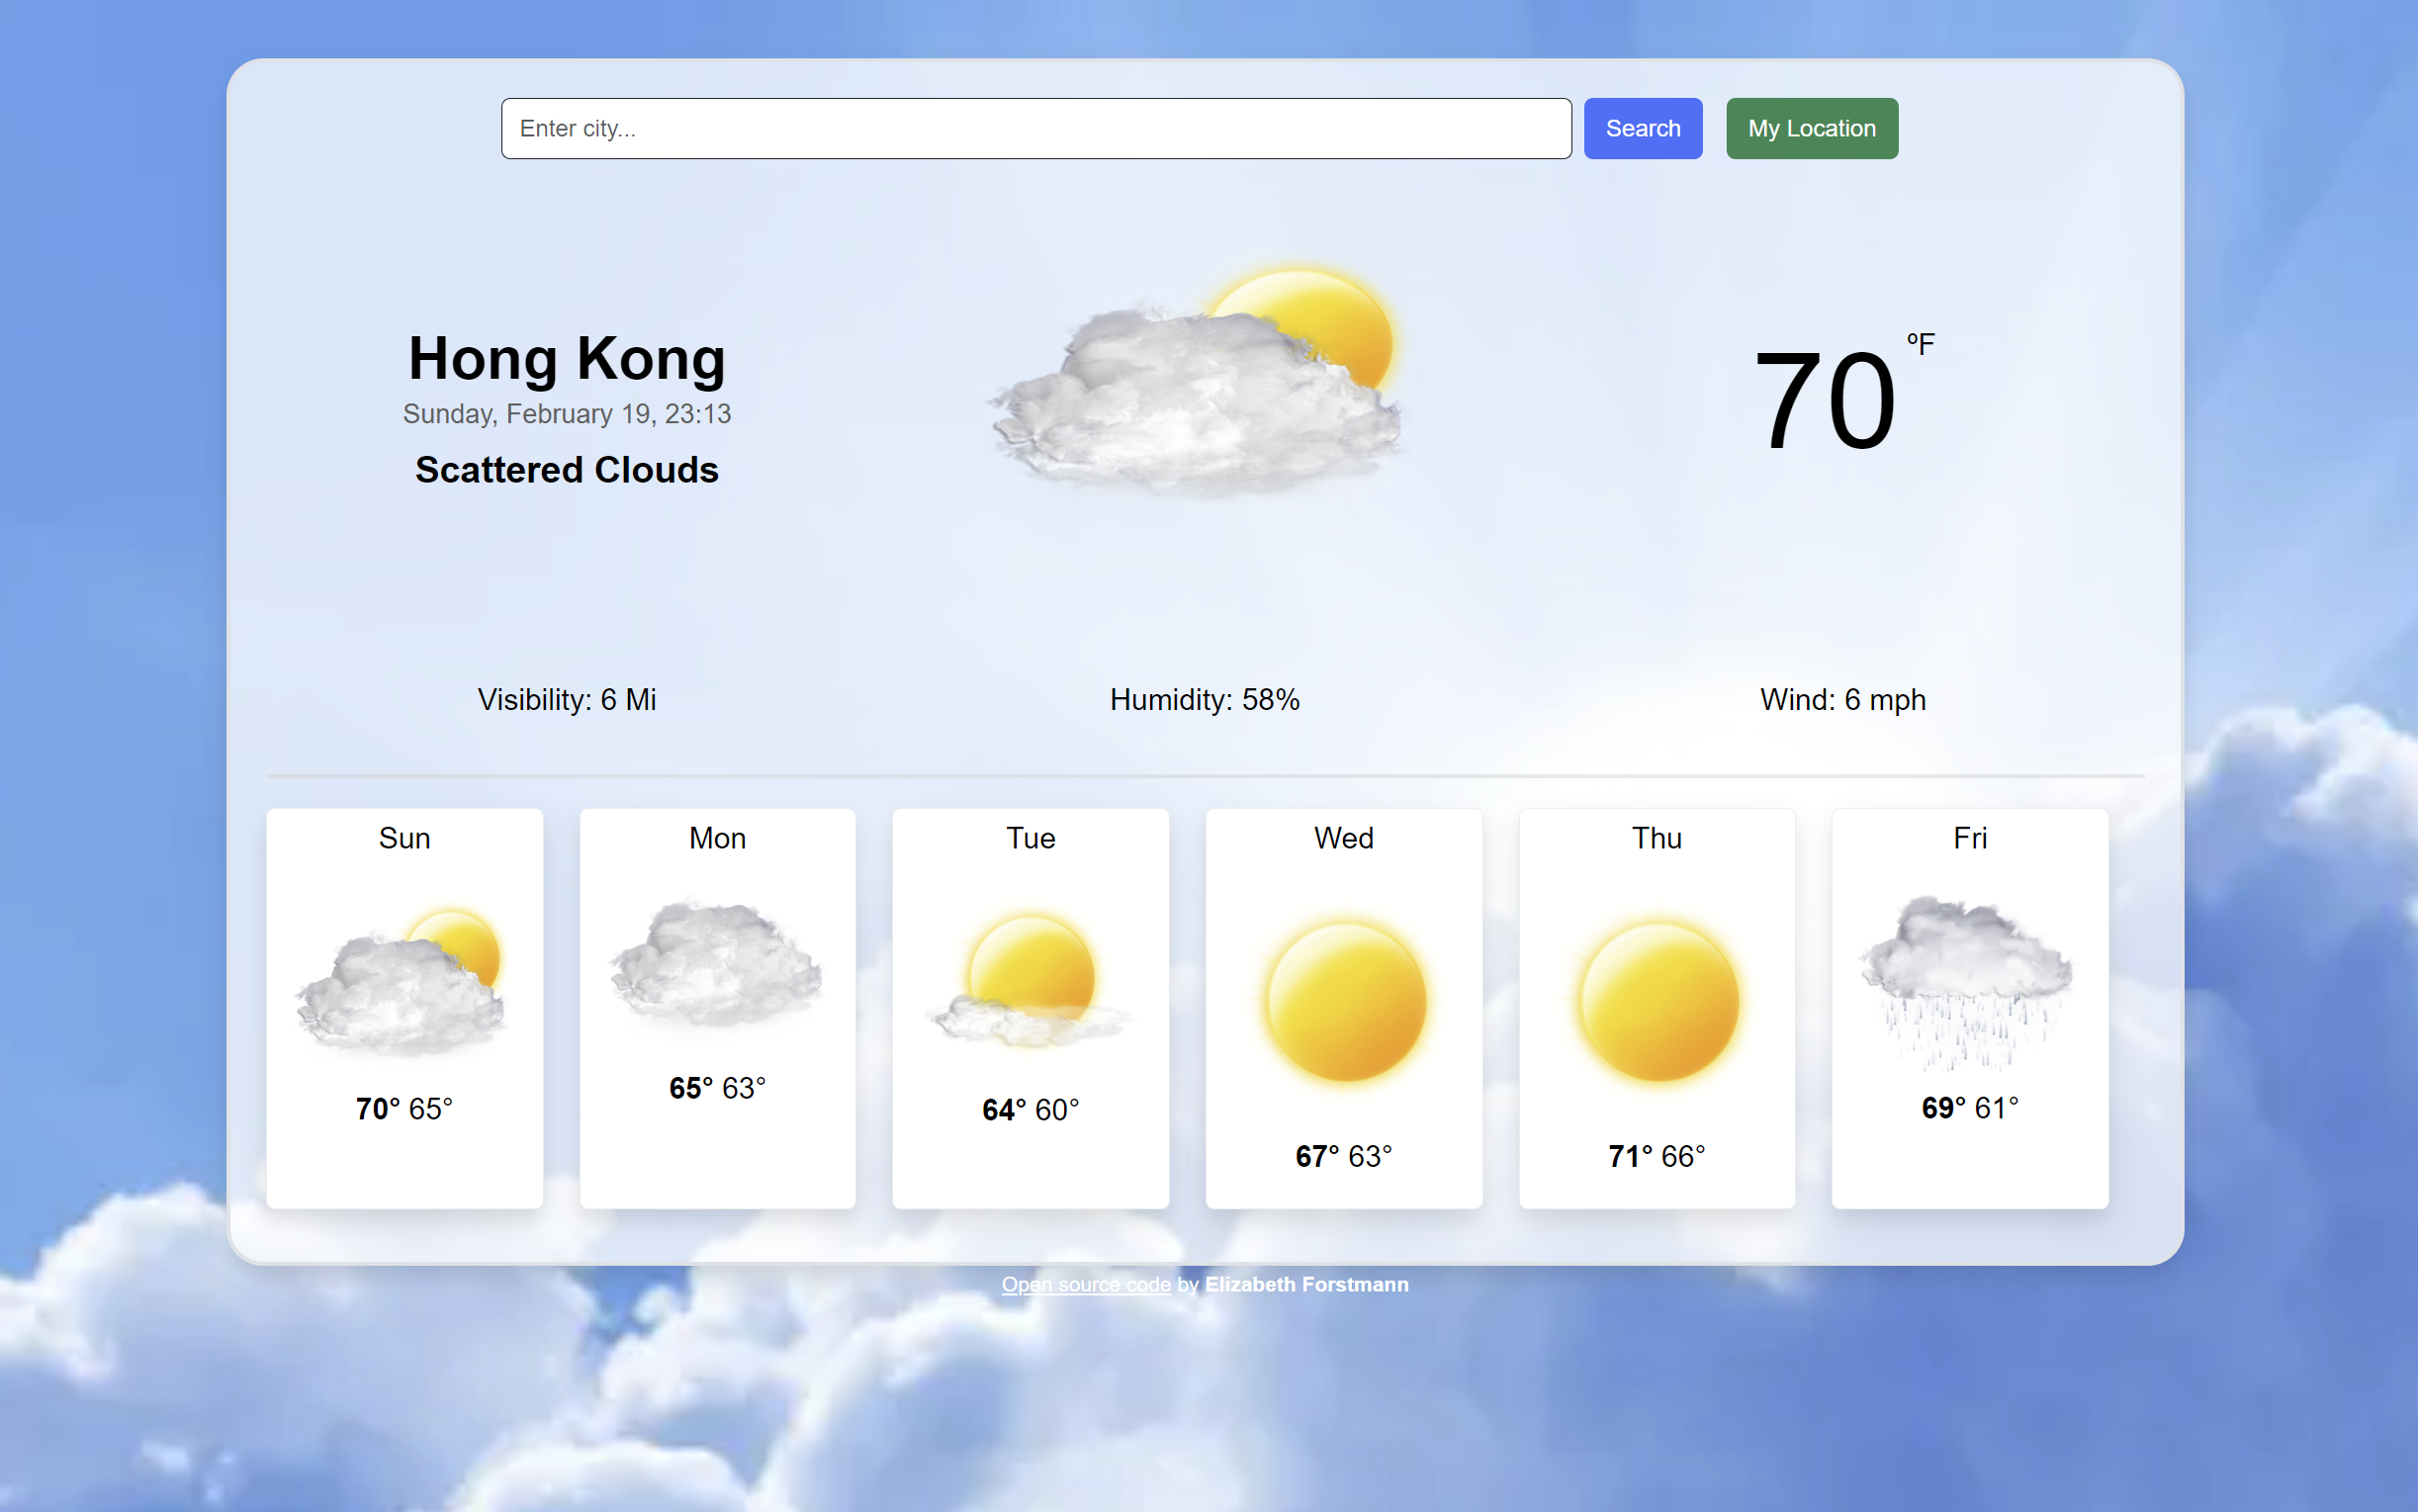 Enter city... Search My Location
Hong Kong
Sunday, February 19, 23:13
Scattered Clouds
70 ºF
Visibility: 6 Mi Humidity: 58% Wind: 6 mph
Sun Mon Tue Wed Thu Fri
70° 65° 65° 63° 64° 60° 67° 63° 71° 66° 69° 61°
Open source code by Elizabeth Forstmann